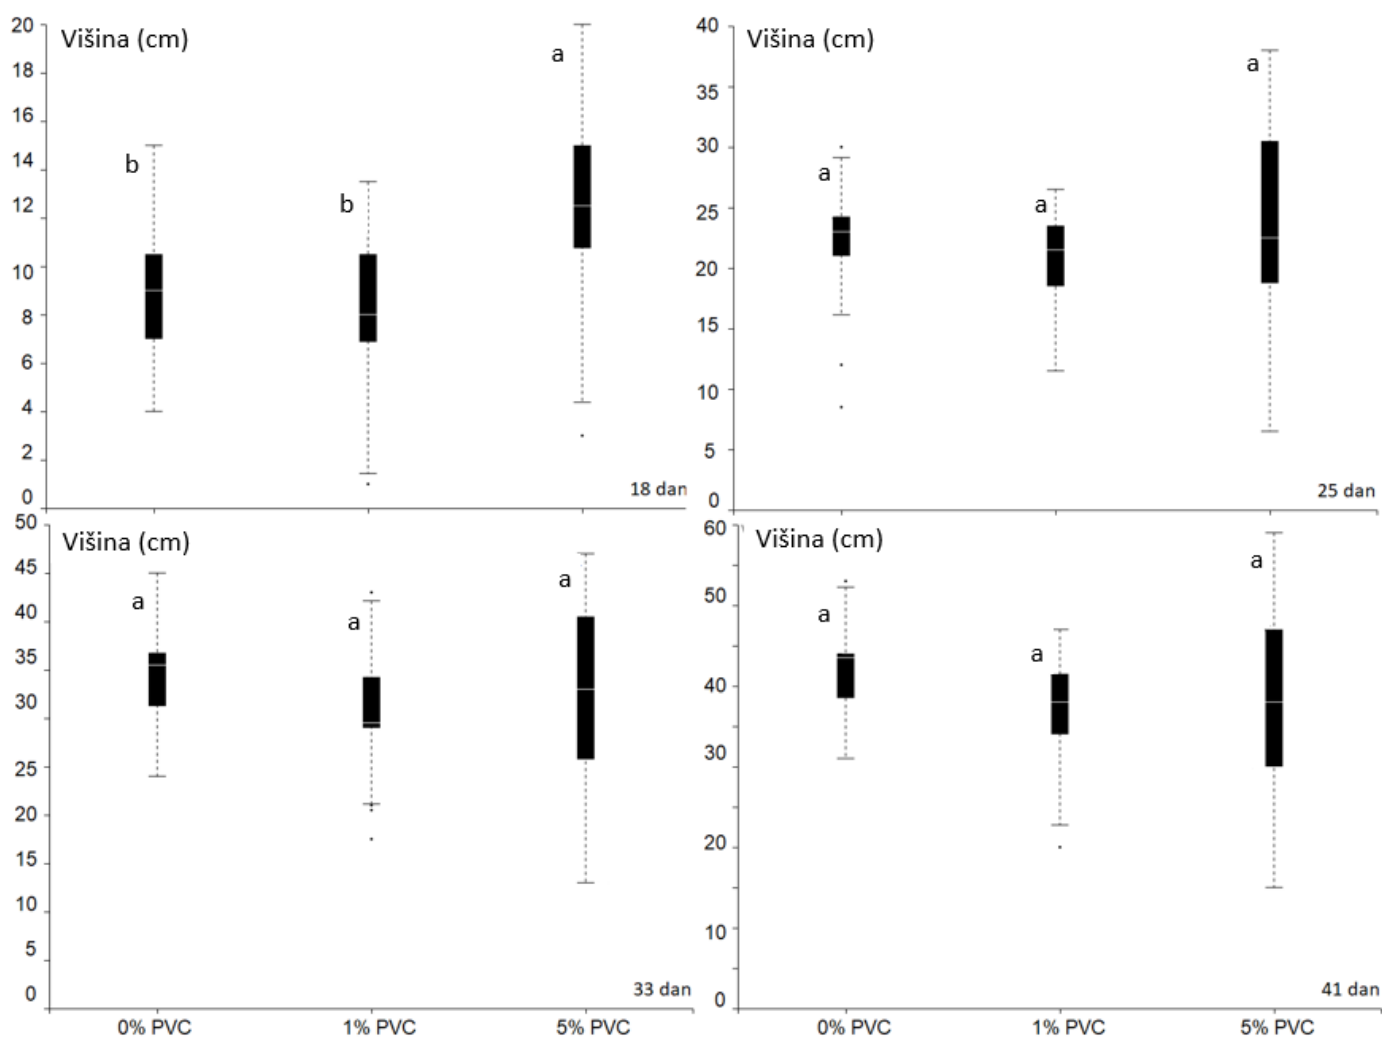 20
Višina (cm)
18
16
14
12
10
8
6
4
2
0
b
b
a
18 dan
40
Višina (cm)
35
30
25
20
15
10
5
0
a
a
a
25 dan
50
Višina (cm)
45
40
35
30
25
20
15
10
5
0
a
a
a
33 dan
0% PVC 1% PVC 5% PVC
60
Višina (cm)
50
40
30
20
10
0
a
a
a
41 dan
0% PVC 1% PVC 5% PVC